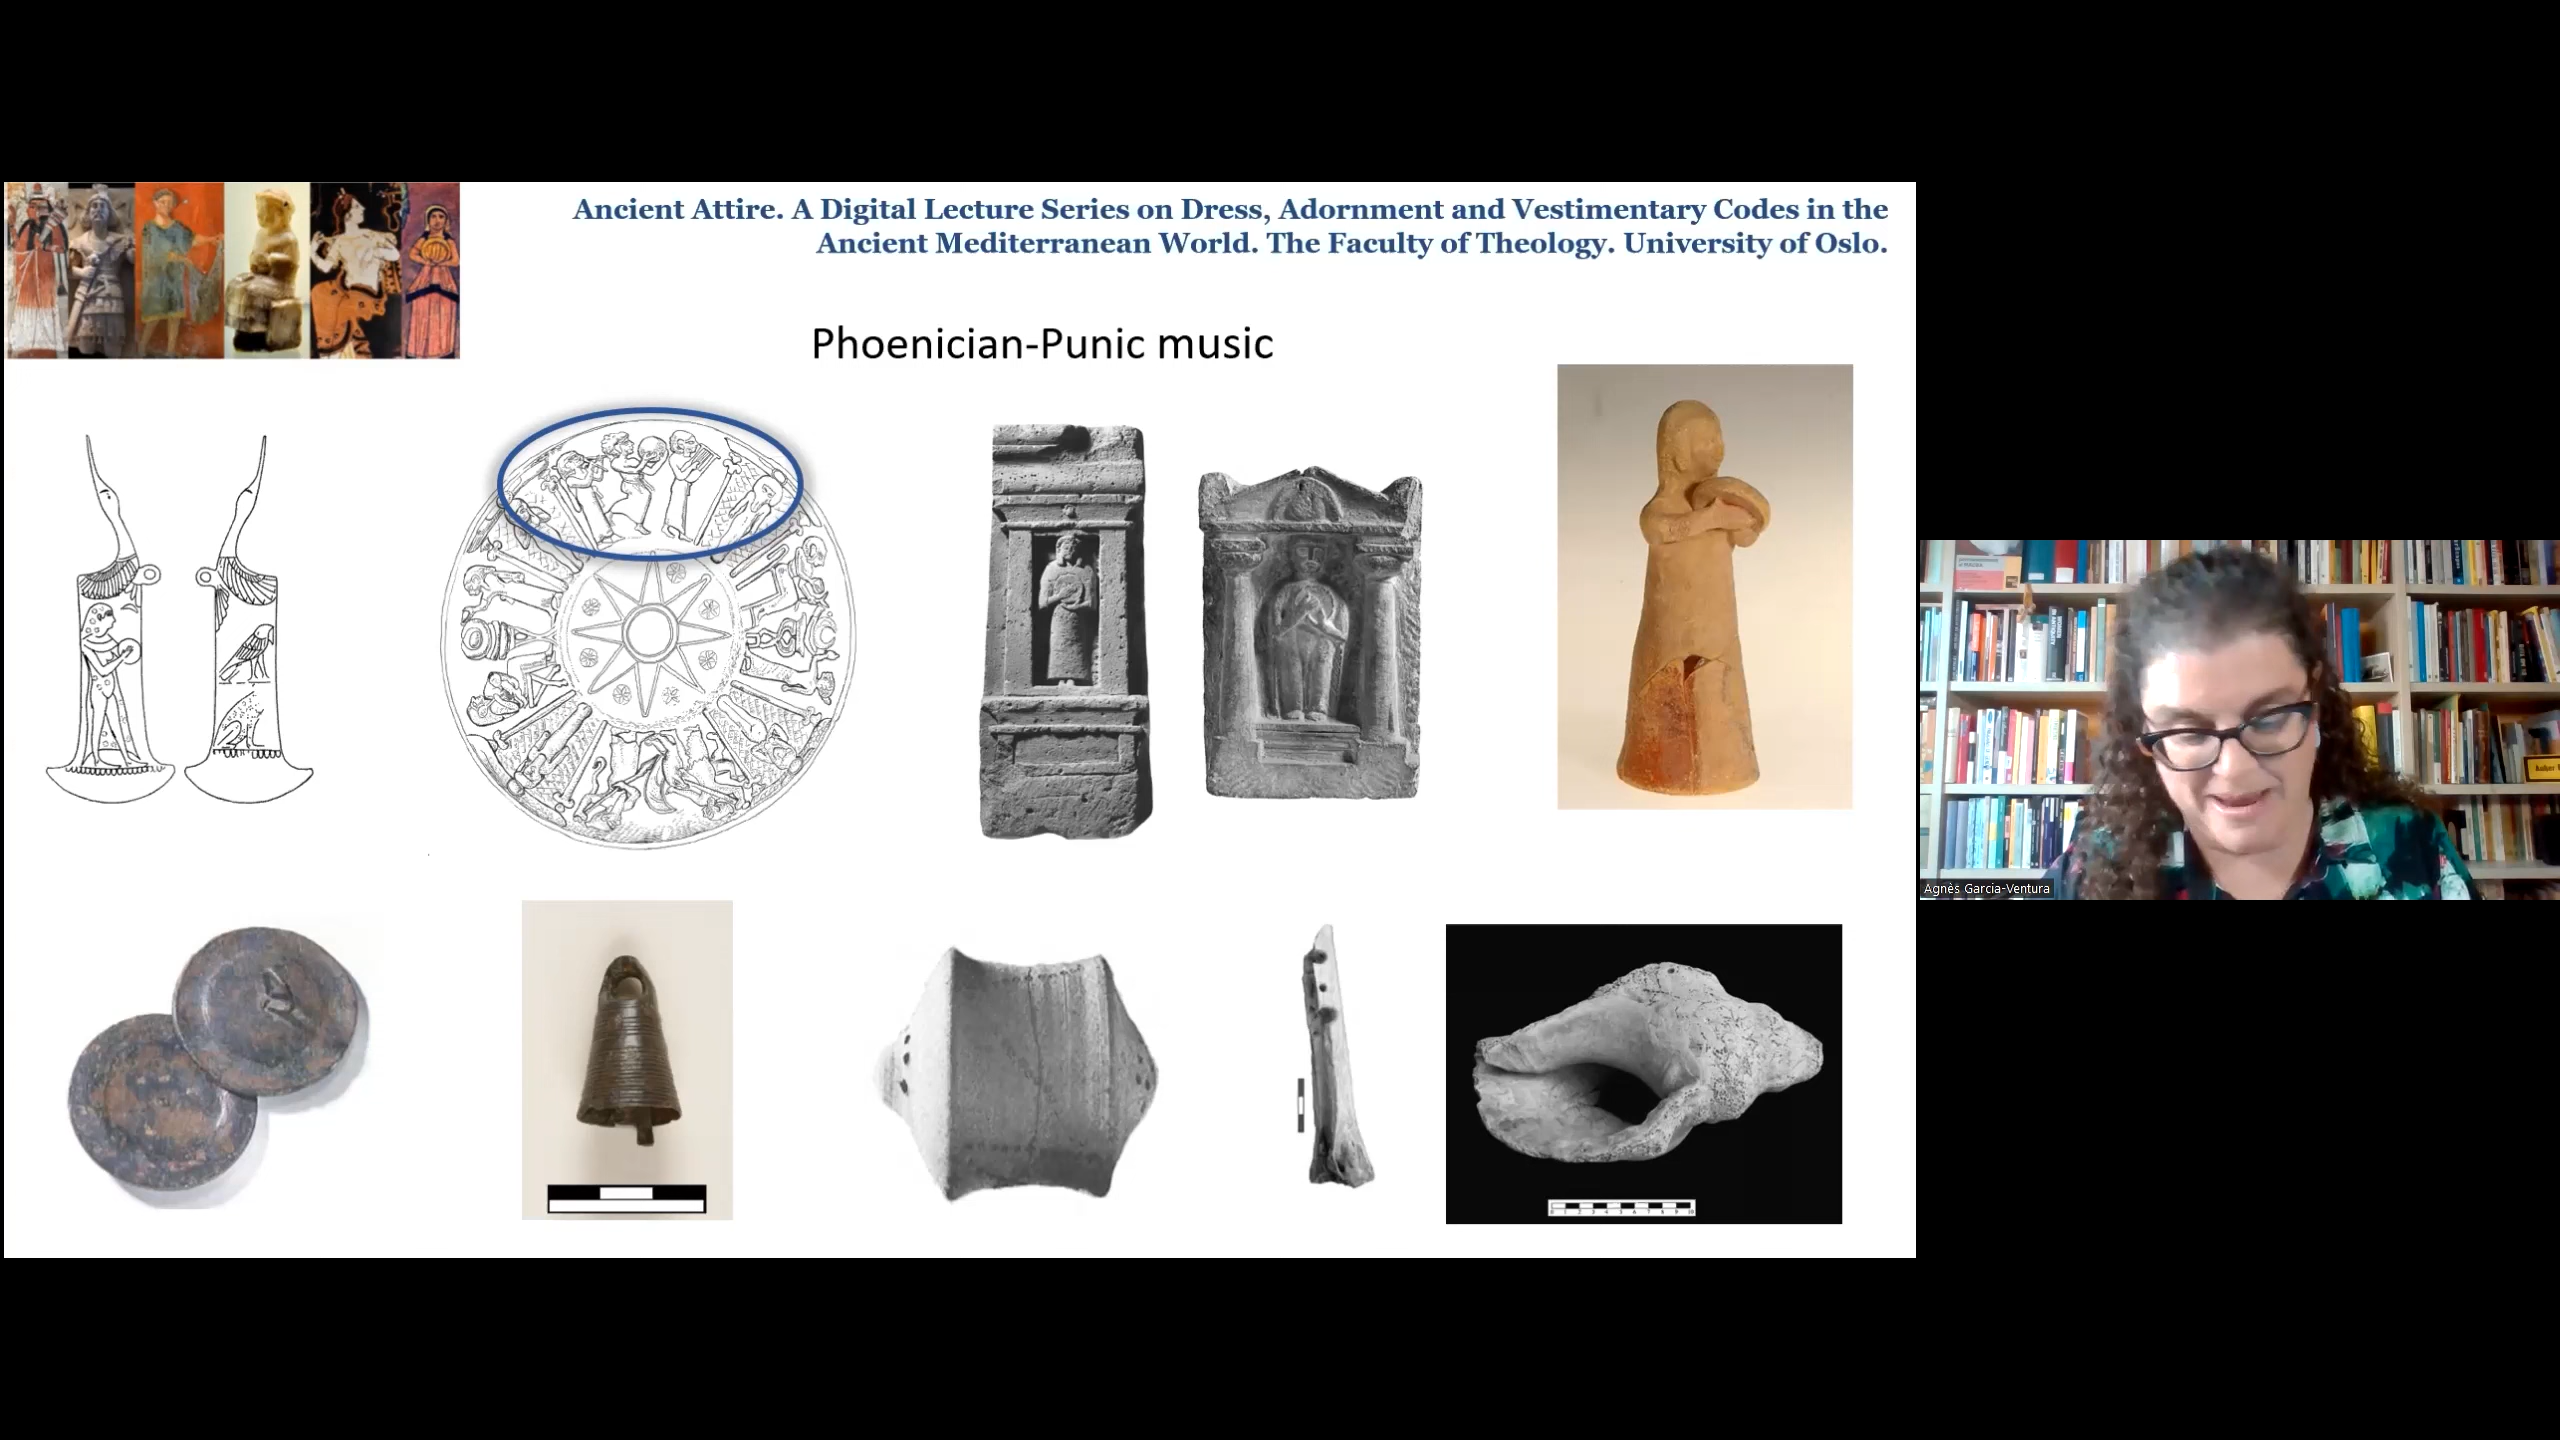 Ancient Attire. A Digital Lecture Series on Dress, Adornment and Vestimentary Codes in the
Ancient Mediterranean World. The Faculty of Theology. University of Oslo.
Phoenician-Punic music
Agnès Garcia-Ventura